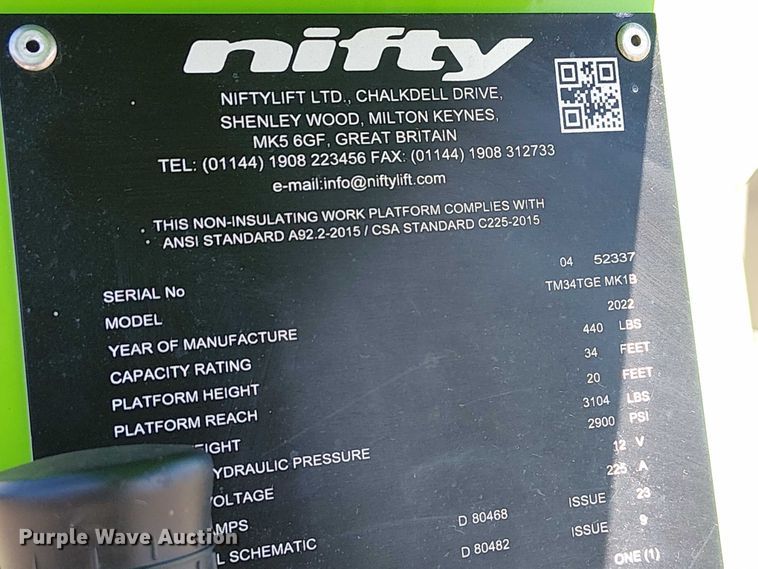 nifty
NIFTYLIFT LTD., CHALKDELL DRIVE,
SHENLEY WOOD, MILTON KEYNES,
MK5 6GF, GREAT BRITAIN
TEL: (01144) 1908 223456 FAX: (01144) 1908 312733
e-mail:info@niftylift.com
THIS NON-INSULATING WORK PLATFORM COMPLIES WITH
ANSI STANDARD A92.2-2015 / CSA STANDARD C225-2015
SERIAL No 04 52337
MODEL TM34TGE MK1B
YEAR OF MANUFACTURE 2022
CAPACITY RATING 440 LBS
PLATFORM HEIGHT 34 FEET
PLATFORM REACH 20 FEET
EIGHT 3104 LBS
YDRAULIC PRESSURE 2900 PSI
VOLTAGE 12 V
MPS 225 A
L SCHEMATIC D 80468 ISSUE 23
D 80482 ISSUE 9
ONE (1)
Purple Wave Auction